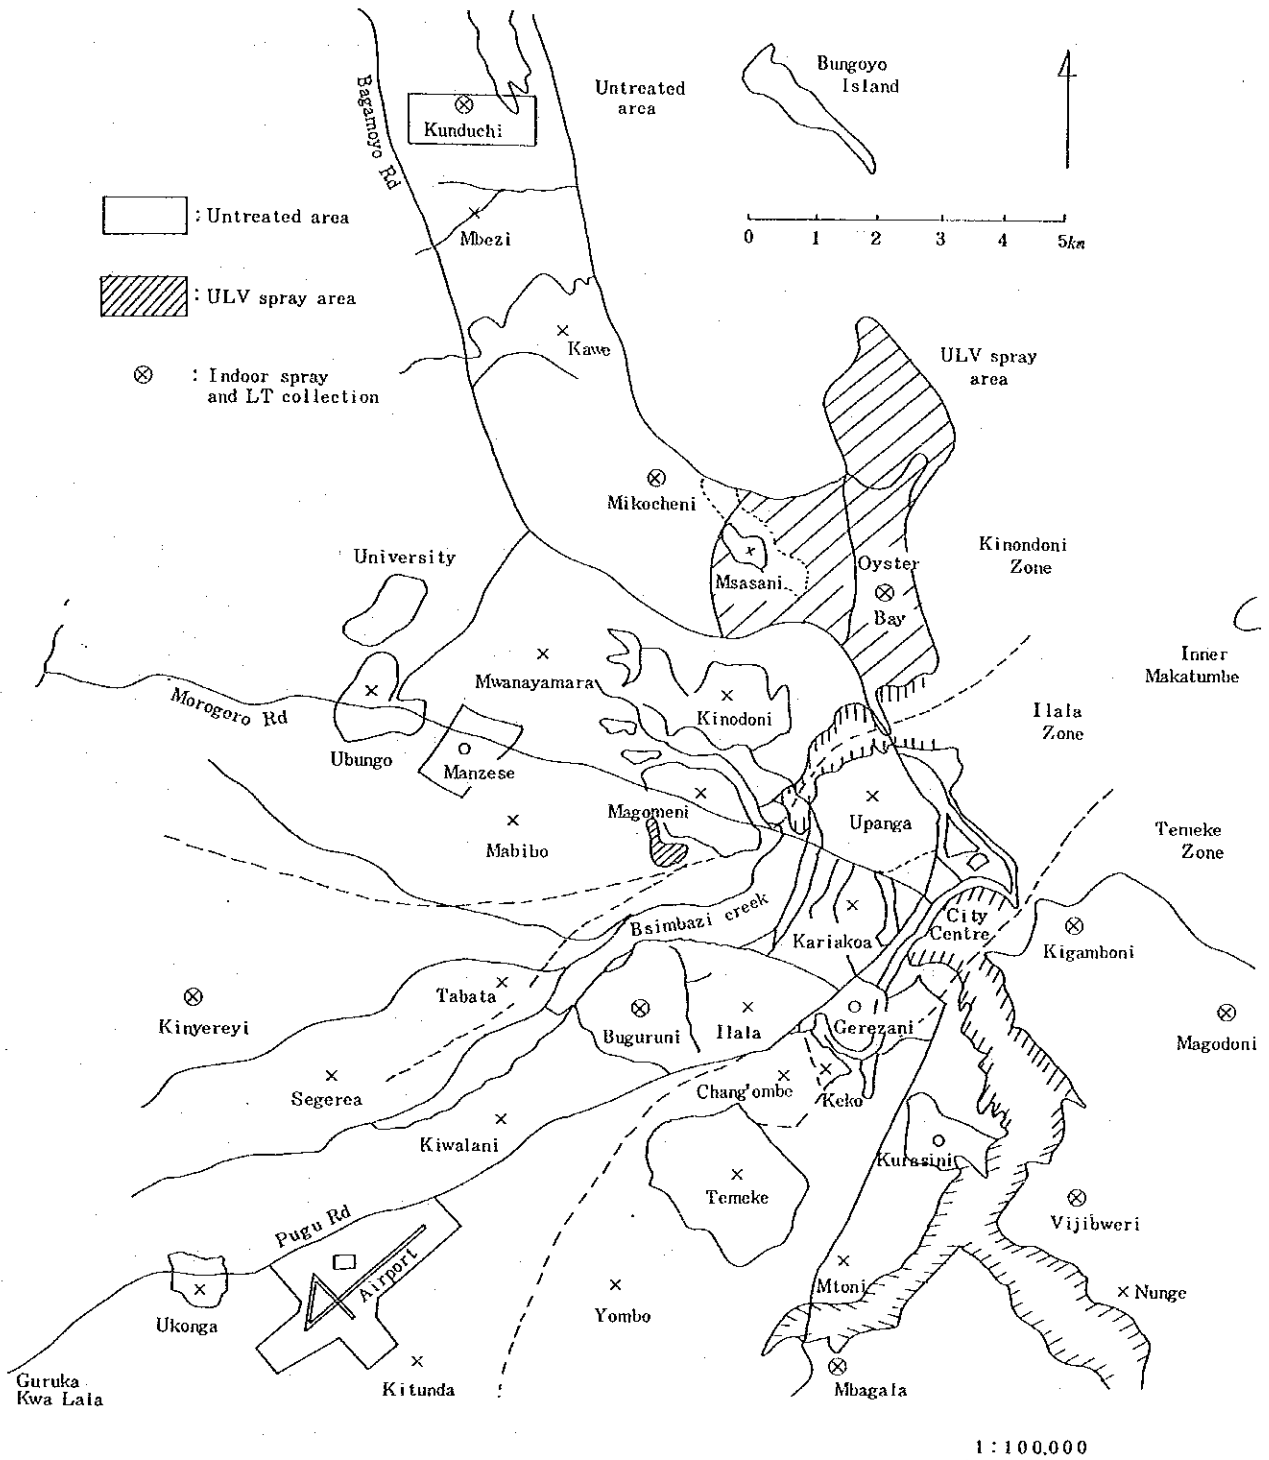 Bungoyo
Island
Untreated
area
Bagamoyo Rd
Kunduchi
: Untreated area
Mbezi
0 1 2 3 4 5km
: ULV spray area
Kawe
ULV spray
area
: Indoor spray
and LT collection
Mikocheni
University
Kinondoni
Zone
Oyster
Bay
Msasani
Inner
Makatumbe
Mwanayamara
Morogoro Rd
Kinodoni
Ilala
Zone
Ubungo
Manzese
Magomeni
Upanga
Mabibo
Temeke
Zone
Bsimbazi creek
Kariakoa
City
Centre
Kigamboni
Tabata
Kinyereyi
Buguruni
Ilala
Gerezani
Magodoni
Segerea
Chang'ombe
Keko
Kiwalani
Kurasini
Temeke
Vijibweri
Pugu Rd
Airport
Mtoni
Nunge
Ukonga
Yombo
Guruka
Kwa Lala
Kitunda
Mbagala
1:100,000